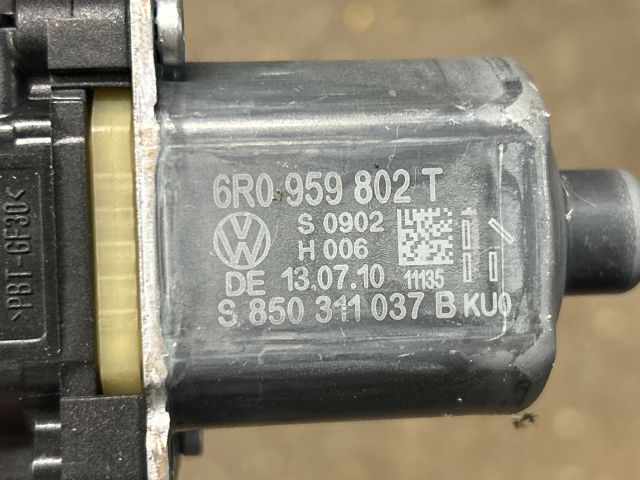 6R0 959 802 T
S 0902
H 006
DE 13.07.10 11135
S 850 311 037 B KU0
>PBT-GF30<